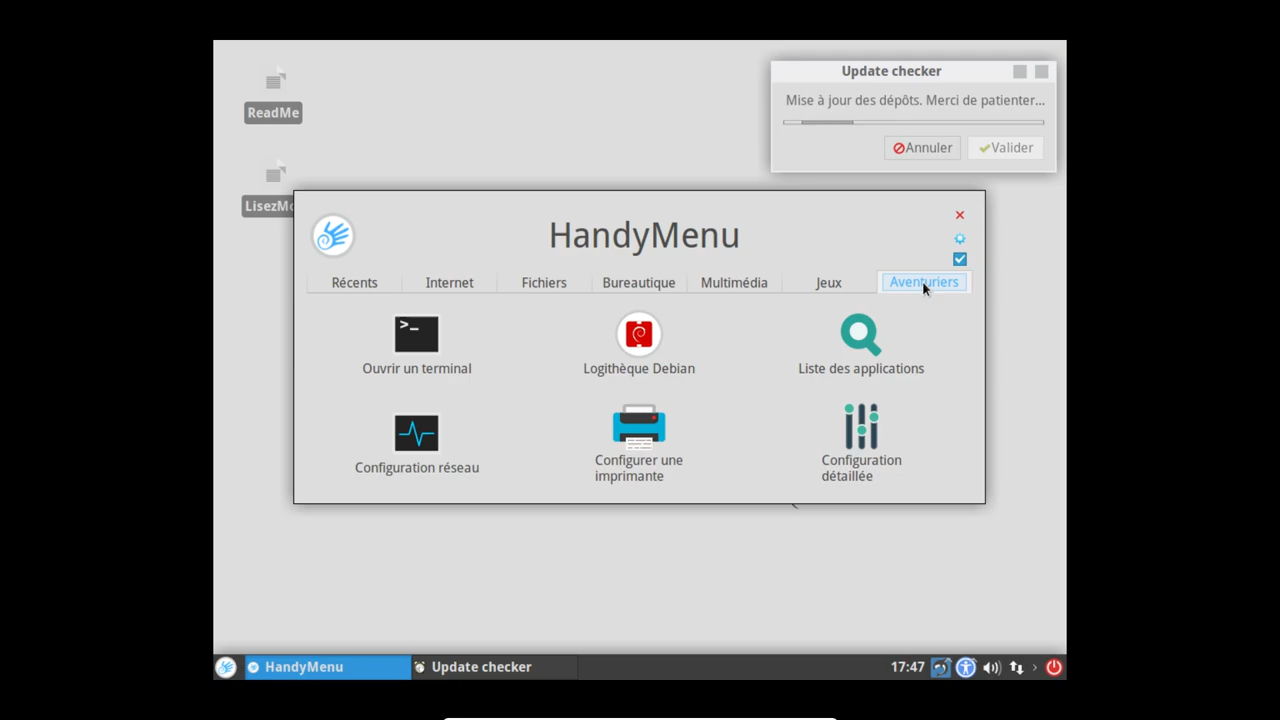 ReadMe
LisezMo
Update checker
Mise à jour des dépôts. Merci de patienter...
Annuler
Valider
HandyMenu
Récents
Internet
Fichiers
Bureautique
Multimédia
Jeux
Aventuriers
>_
Ouvrir un terminal
Logithèque Debian
Liste des applications
Configuration réseau
Configurer une
imprimante
Configuration
détaillée
HandyMenu
Update checker
17:47